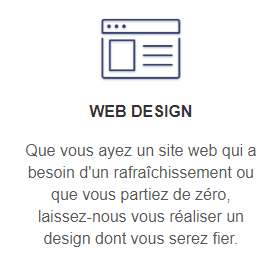 WEB DESIGN
Que vous ayez un site web qui a
besoin d'un rafraîchissement ou
que vous partiez de zéro,
laissez-nous vous réaliser un
design dont vous serez fier.